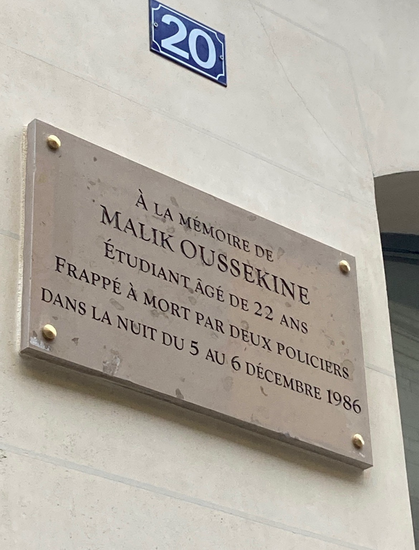 20
À LA MÉMOIRE DE
MALIK OUSSEKINE
ÉTUDIANT ÂGÉ DE 22 ANS
FRAPPÉ À MORT PAR DEUX POLICIERS
DANS LA NUIT DU 5 AU 6 DÉCEMBRE 1986